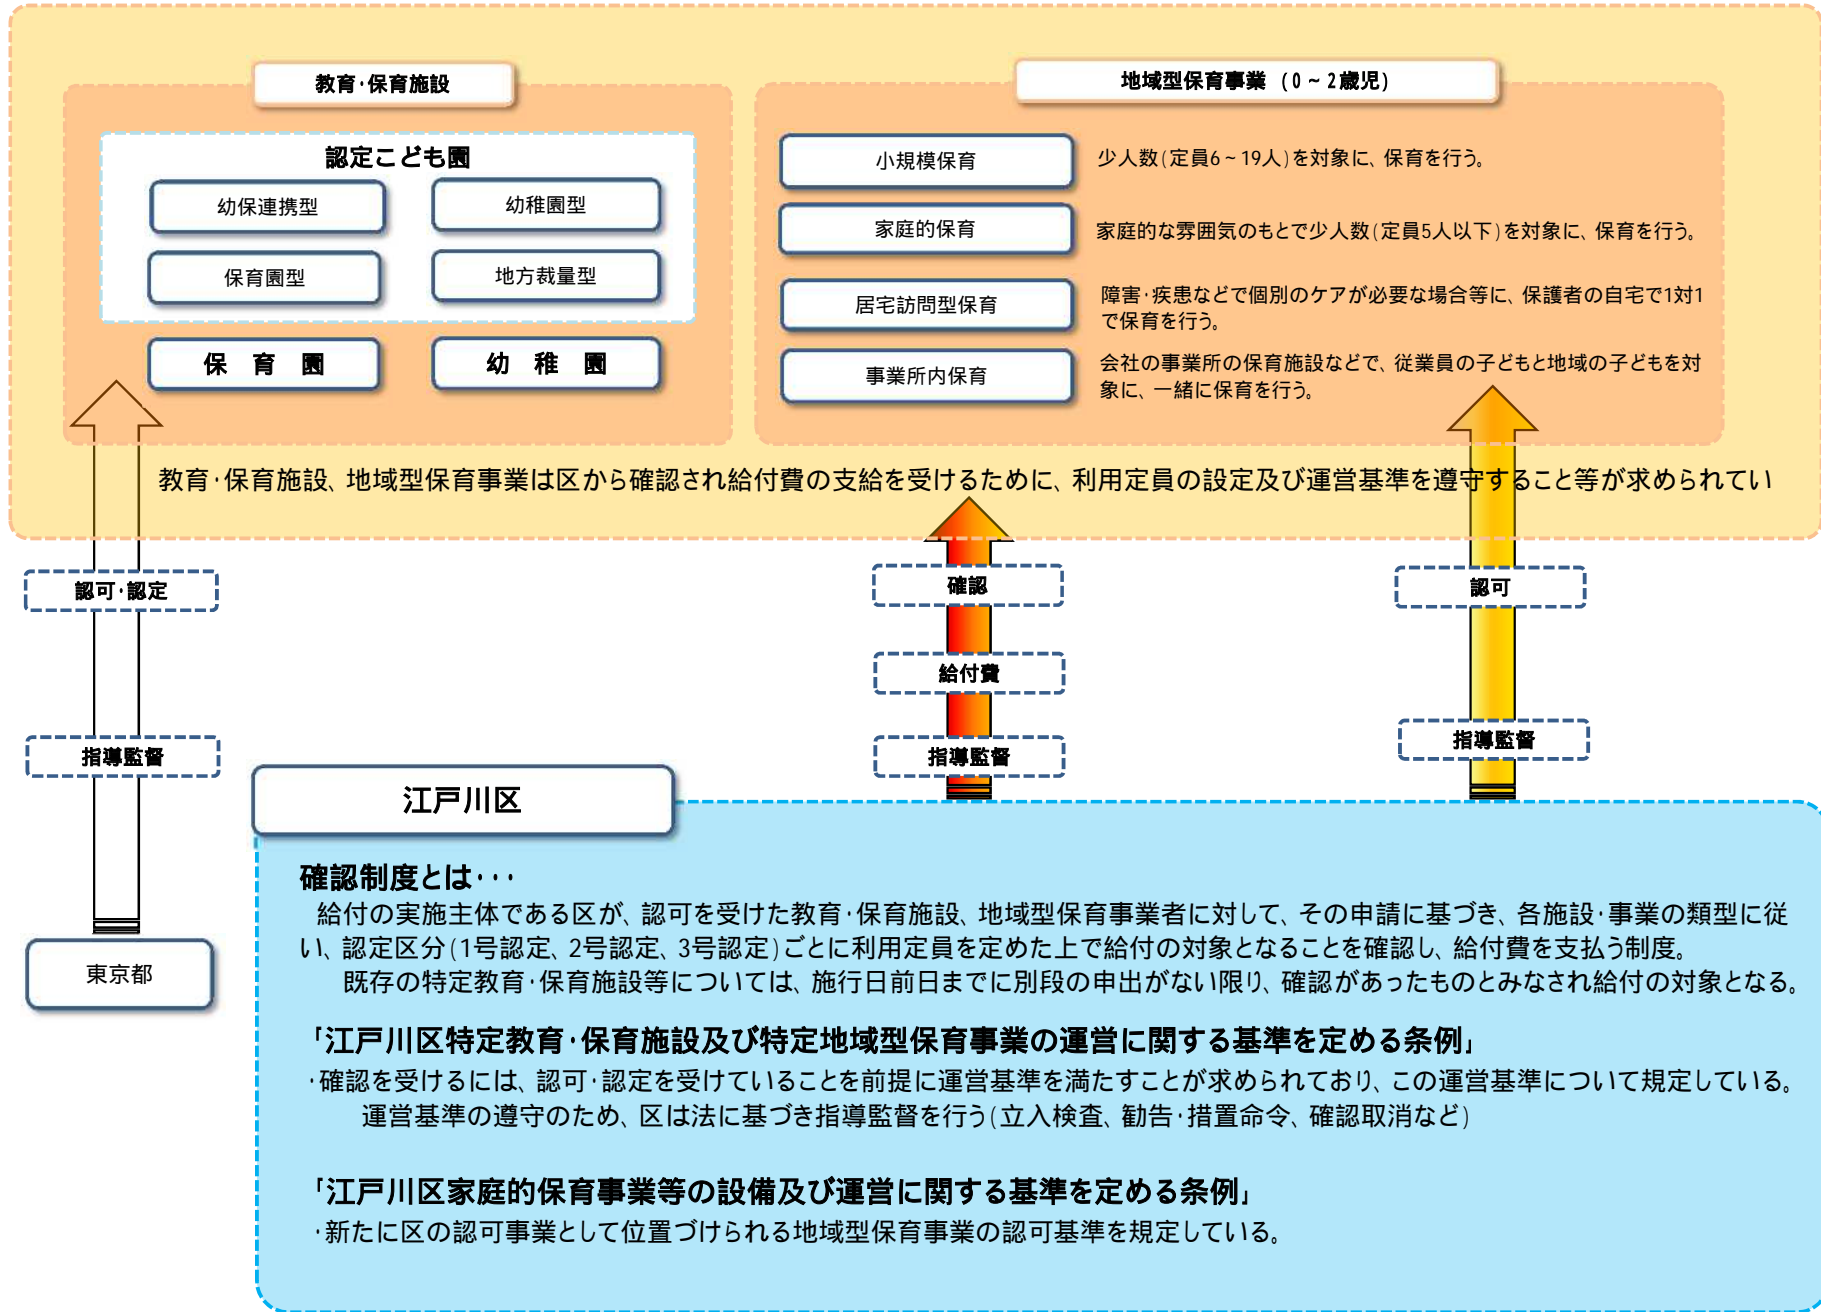 教育・保育施設
認定こども園
幼保連携型
幼稚園型
保育園型
地方裁量型
保 育 園
幼 稚 園
地域型保育事業 (0~2歳児)
小規模保育
少人数(定員6~19人)を対象に、保育を行う。
家庭的保育
家庭的な雰囲気のもとで少人数(定員5人以下)を対象に、保育を行う。
居宅訪問型保育
障害・疾患などで個別のケアが必要な場合等に、保護者の自宅で1対1
で保育を行う。
事業所内保育
会社の事業所の保育施設などで、従業員の子どもと地域の子どもを対
象に、一緒に保育を行う。
教育・保育施設、地域型保育事業は区から確認され給付費の支給を受けるために、利用定員の設定及び運営基準を遵守すること等が求められてい
認可・認定
指導監督
東京都
確認
給付費
指導監督
認可
指導監督
江戸川区
確認制度とは・・・
給付の実施主体である区が、認可を受けた教育・保育施設、地域型保育事業者に対して、その申請に基づき、各施設・事業の類型に従
い、認定区分(1号認定、2号認定、3号認定)ごとに利用定員を定めた上で給付の対象となることを確認し、給付費を支払う制度。
既存の特定教育・保育施設等については、施行日前日までに別段の申出がない限り、確認があったものとみなされ給付の対象となる。
「江戸川区特定教育・保育施設及び特定地域型保育事業の運営に関する基準を定める条例」
・確認を受けるには、認可・認定を受けていることを前提に運営基準を満たすことが求められており、この運営基準について規定している。
運営基準の遵守のため、区は法に基づき指導監督を行う(立入検査、勧告・措置命令、確認取消など)
「江戸川区家庭的保育事業等の設備及び運営に関する基準を定める条例」
・新たに区の認可事業として位置づけられる地域型保育事業の認可基準を規定している。